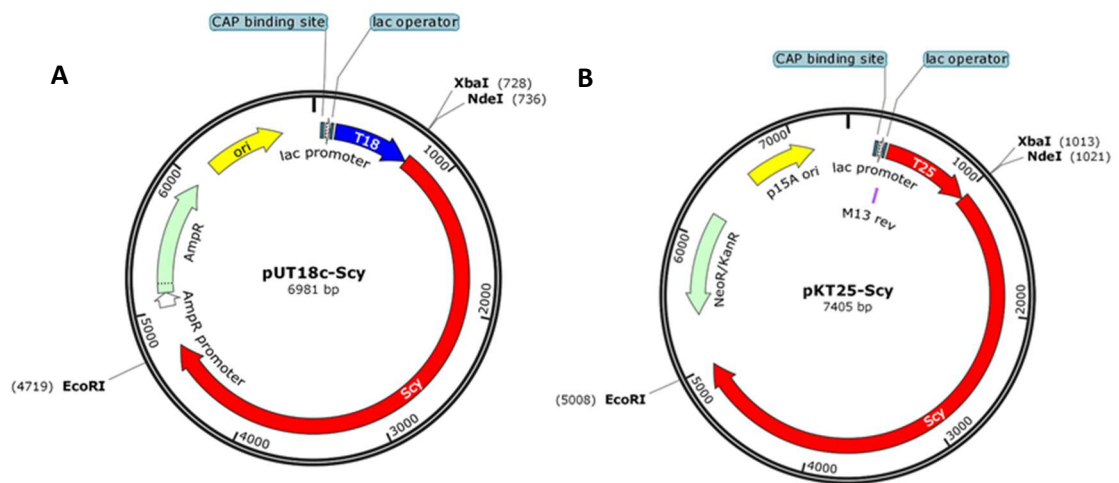 A
CAP binding site
lac operator
XbaI (728)
NdeI (736)
T18
lac promoter
ori
1000
6000
AmpR
pUT18c-Scy
6981 bp
2000
5000
AmpR promoter
(4719) EcoRI
Scy
4000
3000
B
CAP binding site
lac operator
XbaI (1013)
NdeI (1021)
7000
T25
1000
p15A ori
lac promoter
M13 rev
6000
NeoR/KanR
pKT25-Scy
7405 bp
2000
5000
(5008) EcoRI
Scy
4000
3000